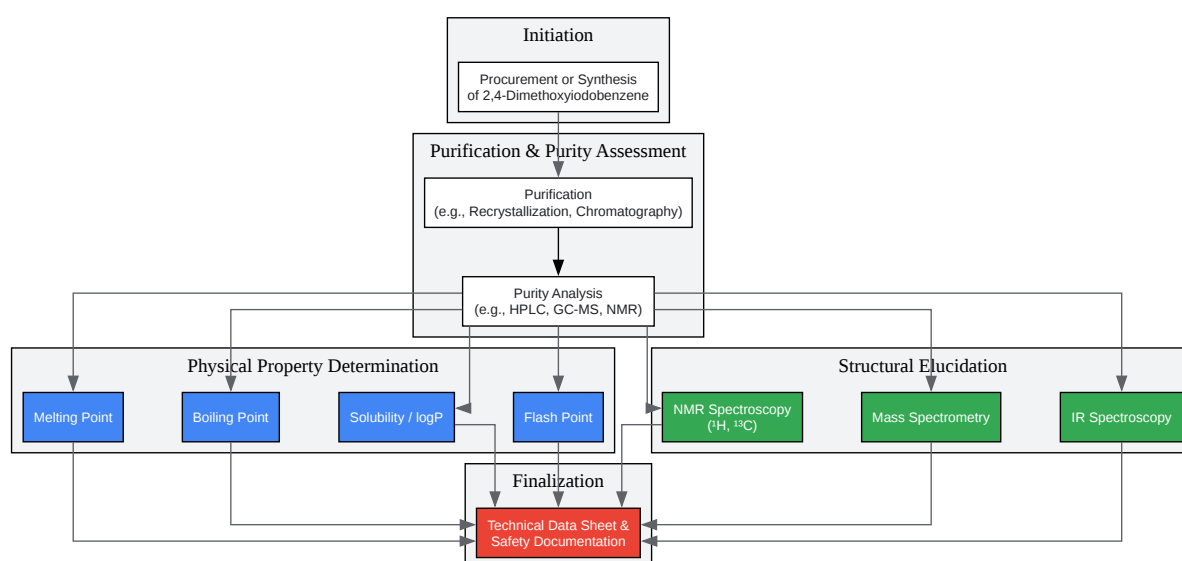 Initiation
Procurement or Synthesis
of 2,4-Dimethoxyiodobenzene
Purification & Purity Assessment
Purification
(e.g., Recrystallization, Chromatography)
Purity Analysis
(e.g., HPLC, GC-MS, NMR)
Physical Property Determination
Structural Elucidation
Melting Point
Boiling Point
Solubility / logP
Flash Point
NMR Spectroscopy
(¹H, ¹³C)
Mass Spectrometry
IR Spectroscopy
Finalization
Technical Data Sheet &
Safety Documentation